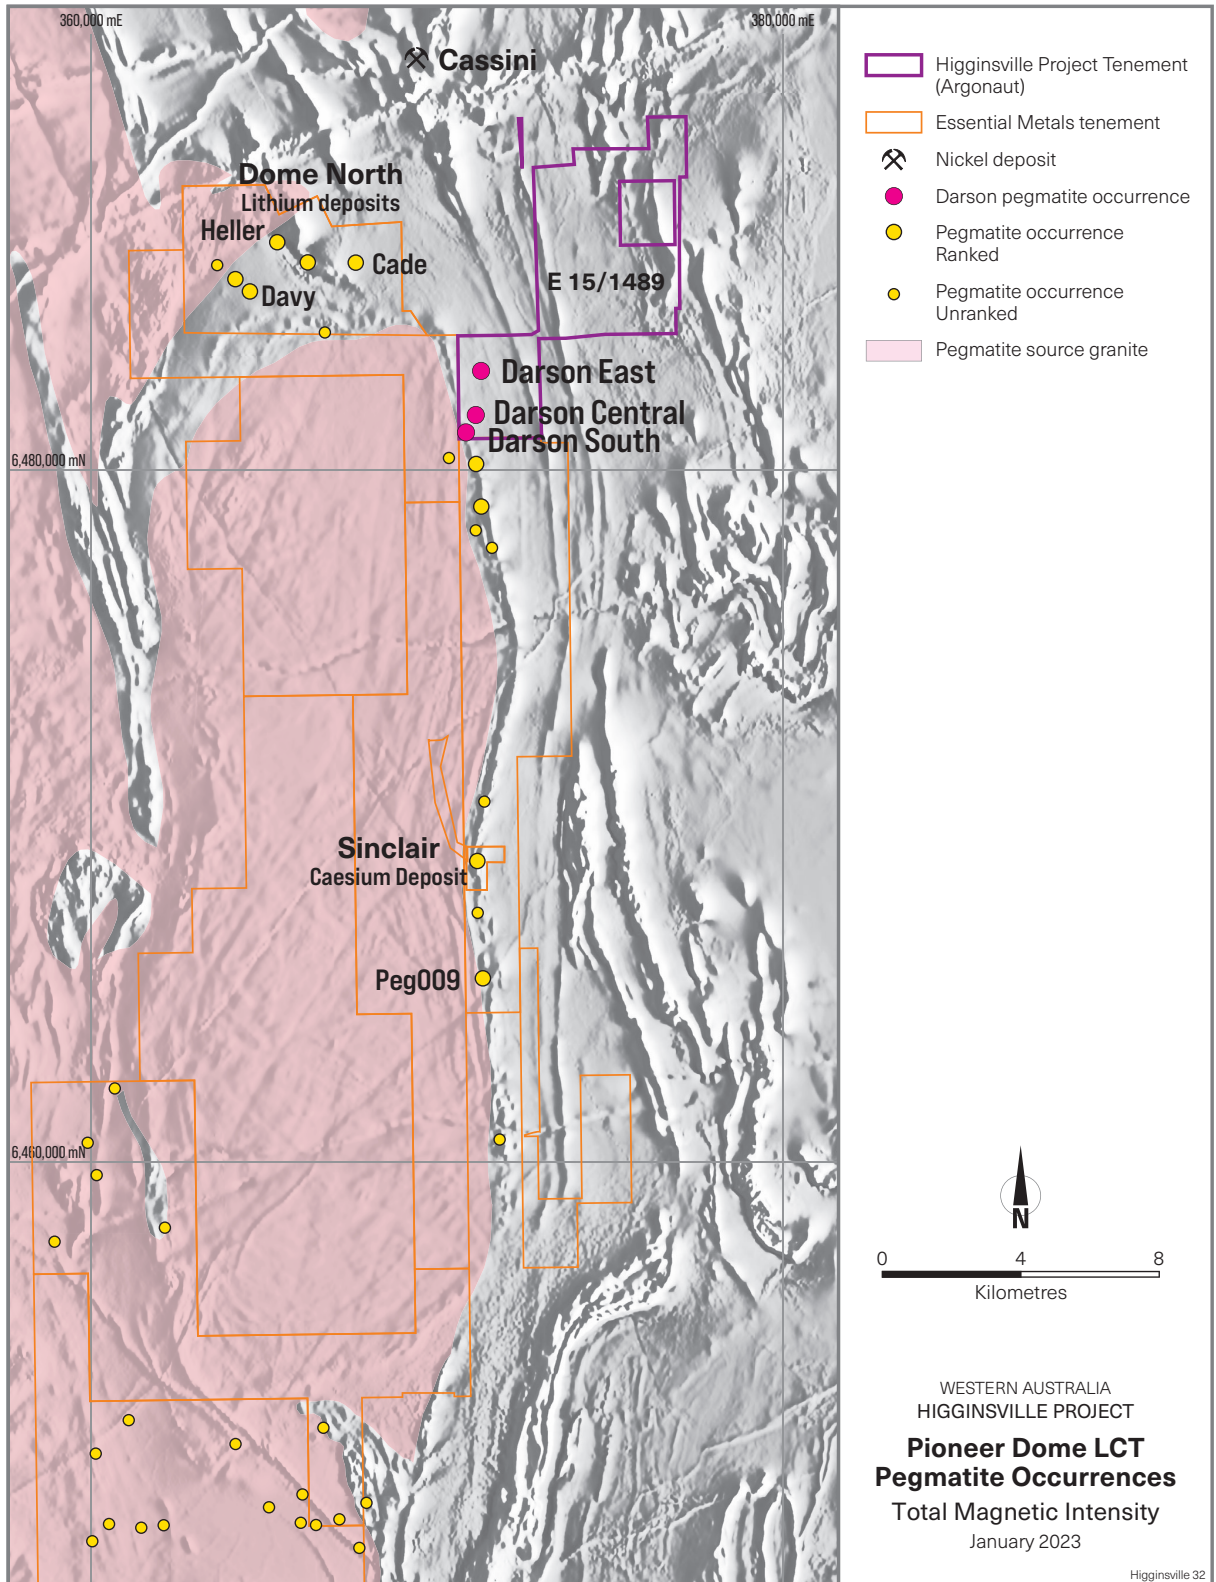 360,000 mE
380,000 mE
Cassini
Dome North
Lithium deposits
Heller
Cade
Davy
E 15/1489
Darson East
Darson Central
Darson South
6,480,000 mN
Sinclair
Caesium Deposit
Peg009
6,460,000 mN
Higginsville Project Tenement
(Argonaut)
Essential Metals tenement
Nickel deposit
Darson pegmatite occurrence
Pegmatite occurrence
Ranked
Pegmatite occurrence
Unranked
Pegmatite source granite
N
0 4 8
Kilometres
WESTERN AUSTRALIA
HIGGINSVILLE PROJECT
Pioneer Dome LCT
Pegmatite Occurrences
Total Magnetic Intensity
January 2023
Higginsville 32